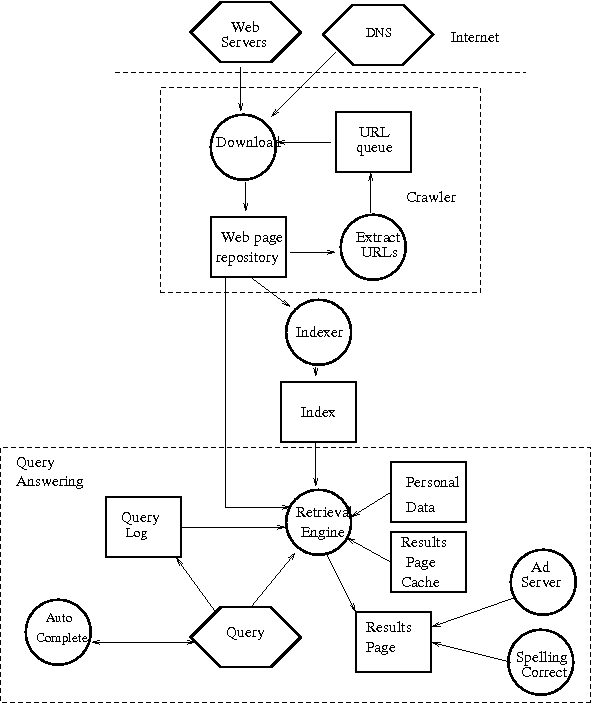 Web
Servers
DNS
Internet
Download
URL
queue
Crawler
Web page
repository
Extract
URLs
Indexer
Index
Query
Answering
Personal
Data
Query
Log
Retrieval
Engine
Results
Page
Cache
Ad
Server
Auto
Complete
Query
Results
Page
Spelling
Correct